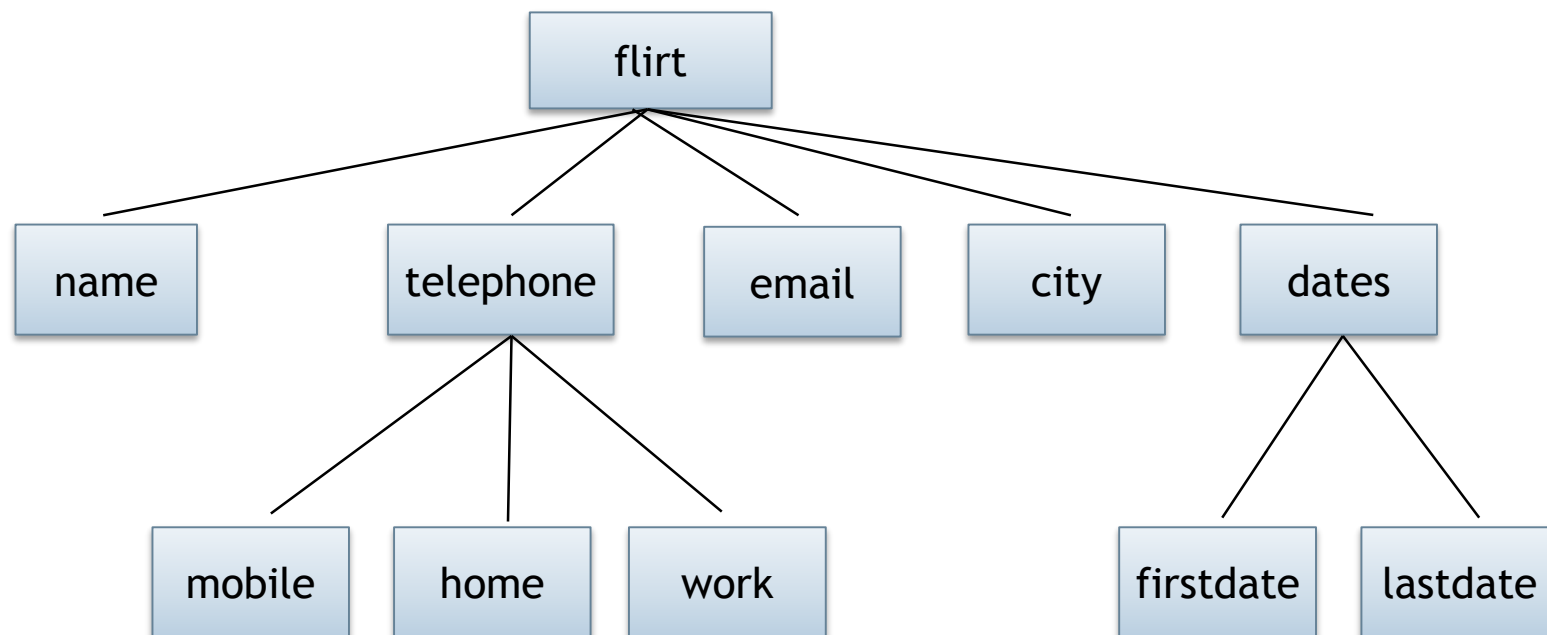 flirt
name
telephone
email
city
dates
mobile
home
work
firstdate
lastdate